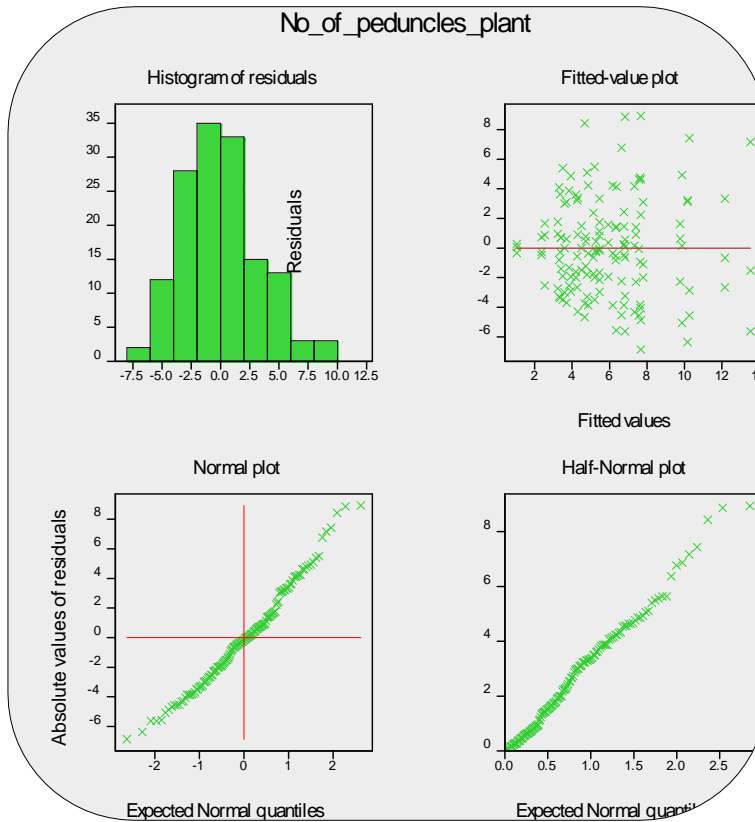 No_of_peduncles_plant
Histogram of residuals
35
30
25
20
15
10
5
0
-7.5 -5.0 -2.5 0.0 2.5 5.0 7.5 10.0 12.5
Residuals
Fitted-value plot
8
6
4
2
0
-2
-4
-6
2 4 6 8 10 12
Fitted values
Normal plot
Absolute values of residuals
8
6
4
2
0
-2
-4
-6
-2 -1 0 1 2
Expected Normal quantiles
Half-Normal plot
8
6
4
2
0
0.0 0.5 1.0 1.5 2.0 2.5
Expected Normal